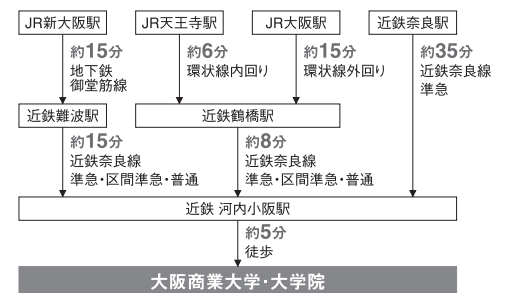 JR新大阪駅
JR天王寺駅
JR大阪駅
近鉄奈良駅
約15分
地下鉄
御堂筋線
約6分
環状線内回り
約15分
環状線外回り
約35分
近鉄奈良線
準急
近鉄難波駅
近鉄鶴橋駅
約15分
近鉄奈良線
準急・区間準急・普通
約8分
近鉄奈良線
準急・区間準急・普通
近鉄 河内小阪駅
約5分
徒歩
大阪商業大学・大学院